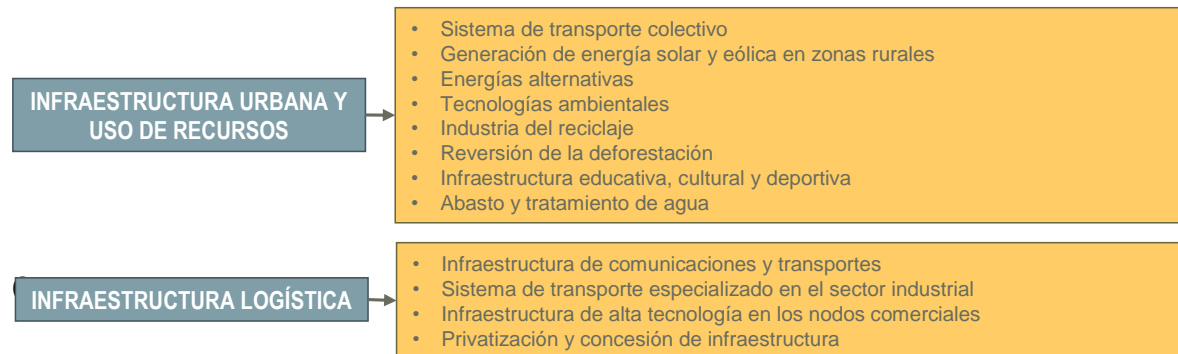 INFRAESTRUCTURA URBANA Y
USO DE RECURSOS
• Sistema de transporte colectivo
• Generación de energía solar y eólica en zonas rurales
• Energías alternativas
• Tecnologías ambientales
• Industria del reciclaje
• Reversión de la deforestación
• Infraestructura educativa, cultural y deportiva
• Abasto y tratamiento de agua
INFRAESTRUCTURA LOGÍSTICA
• Infraestructura de comunicaciones y transportes
• Sistema de transporte especializado en el sector industrial
• Infraestructura de alta tecnología en los nodos comerciales
• Privatización y concesión de infraestructura